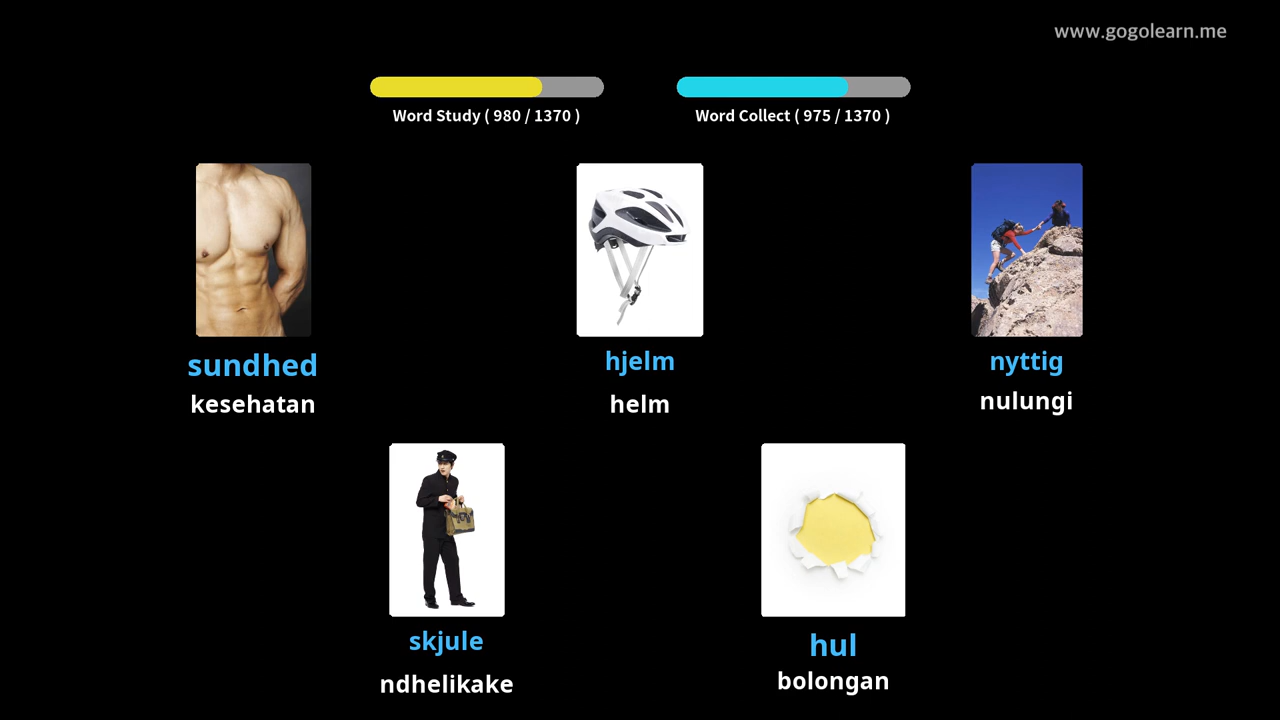 www.gogolearn.me
Word Study ( 980 / 1370 )
Word Collect ( 975 / 1370 )
sundhed
kesehatan
hjelm
helm
nyttig
nulungi
skjule
ndhelikake
hul
bolongan